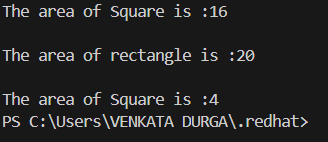 The area of Square is :16
The area of rectangle is :20
The area of Square is :4
PS C:\Users\VENKATA DURGA\.redhat>